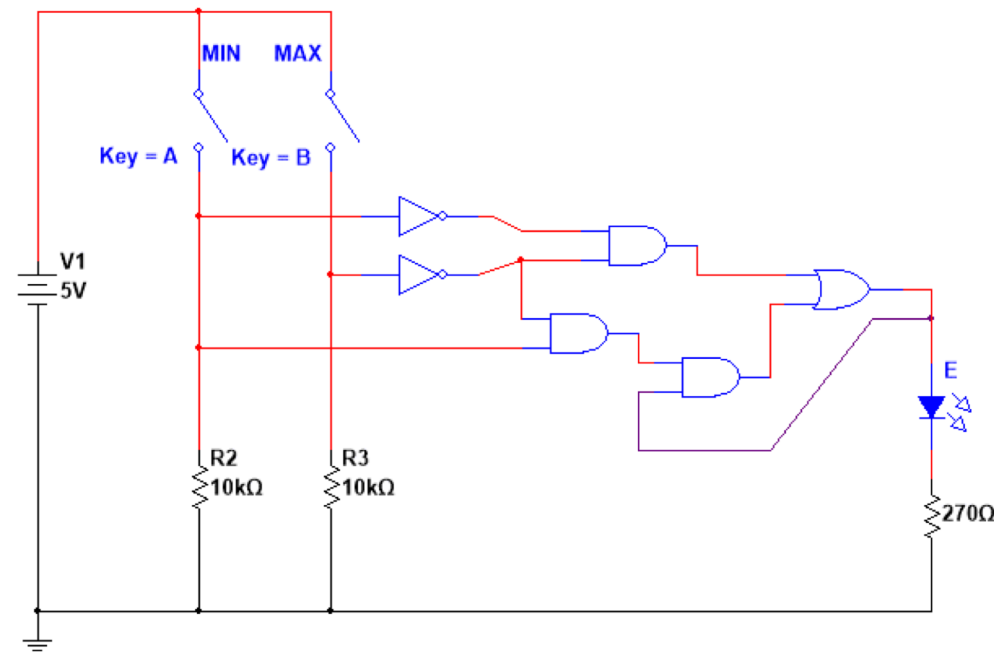 MIN MAX
Key = A Key = B
V1
5V
E
R2 R3
10kΩ 10kΩ
270Ω